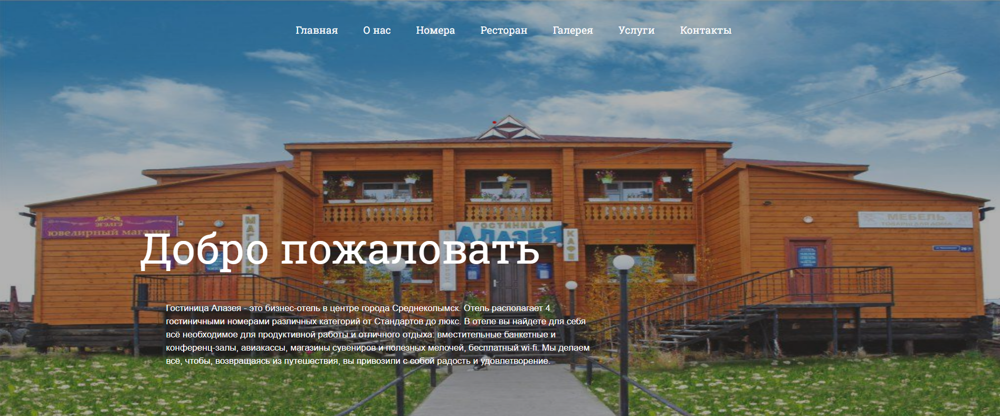 Главная О нас Номера Ресторан Галерея Услуги Контакты
ювелирный магазин
МАГ
МЕБЕЛЬ
ТОВАРЫ ДЛЯ ДОМА
ГОСТИНИЦА
АЛАЗЕЯ
КАФЕ
Добро пожаловать
Гостиница Алазея - это бизнес-отель в центре города Среднеколымск. Отель располагает 4
гостиничными номерами различных категорий от Стандартов до люкс. В отеле вы найдете для себя
всё необходимое для продуктивной работы и отличного отдыха: вместительные банкетные и
конференц-залы, авиакассы, магазины сувениров и полезных мелочей, бесплатный wi-fi. Мы делаем
всё, чтобы, возвращаясь из путешествия, вы привозили с собой радость и удовлетворение.